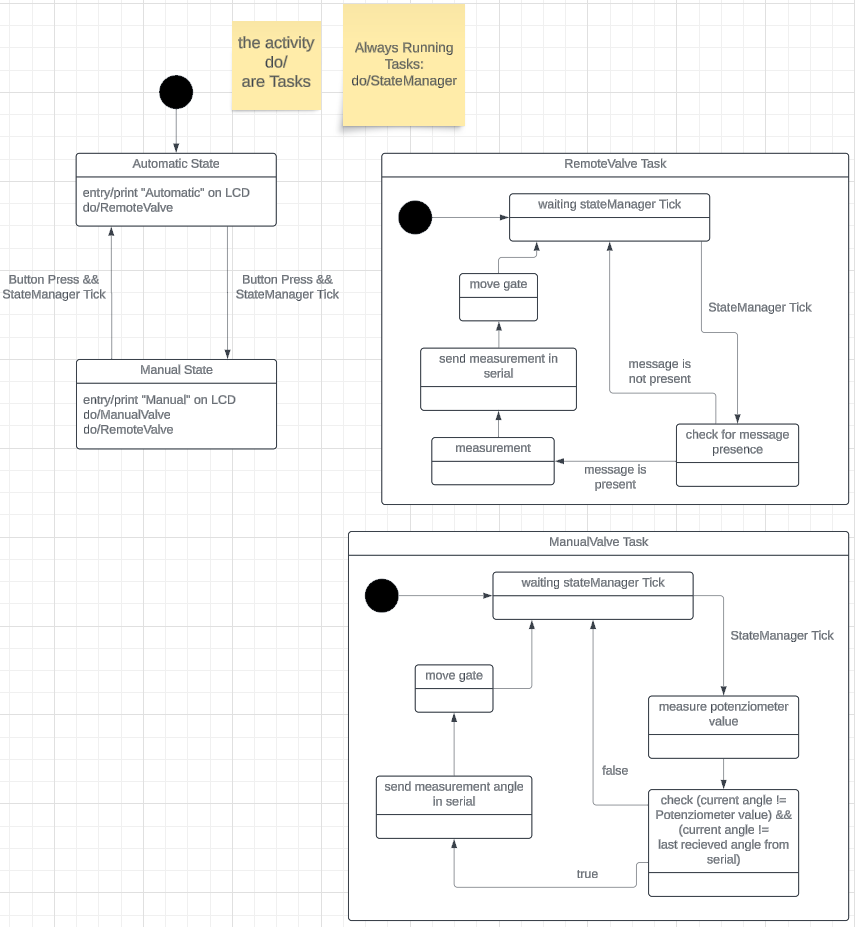 the activity
do/
are Tasks
Always Running
Tasks:
do/StateManager
Automatic State
entry/print "Automatic" on LCD
do/RemoteValve
Button Press &&
StateManager Tick
Button Press &&
StateManager Tick
Manual State
entry/print "Manual" on LCD
do/ManualValve
do/RemoteValve
RemoteValve Task
waiting stateManager Tick
move gate
StateManager Tick
send measurement in
serial
message is
not present
measurement
check for message
presence
message is
present
ManualValve Task
waiting stateManager Tick
StateManager Tick
move gate
measure potenziometer
value
false
send measurement angle
in serial
check (current angle !=
Potenziometer value) &&
(current angle !=
last recieved angle from
serial)
true